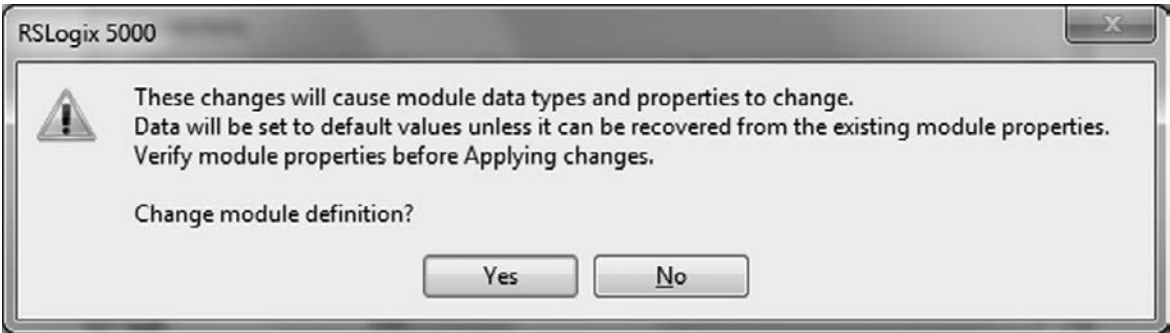 RSLogix 5000
These changes will cause module data types and properties to change.
Data will be set to default values unless it can be recovered from the existing module properties.
Verify module properties before Applying changes.
Change module definition?
Yes
No